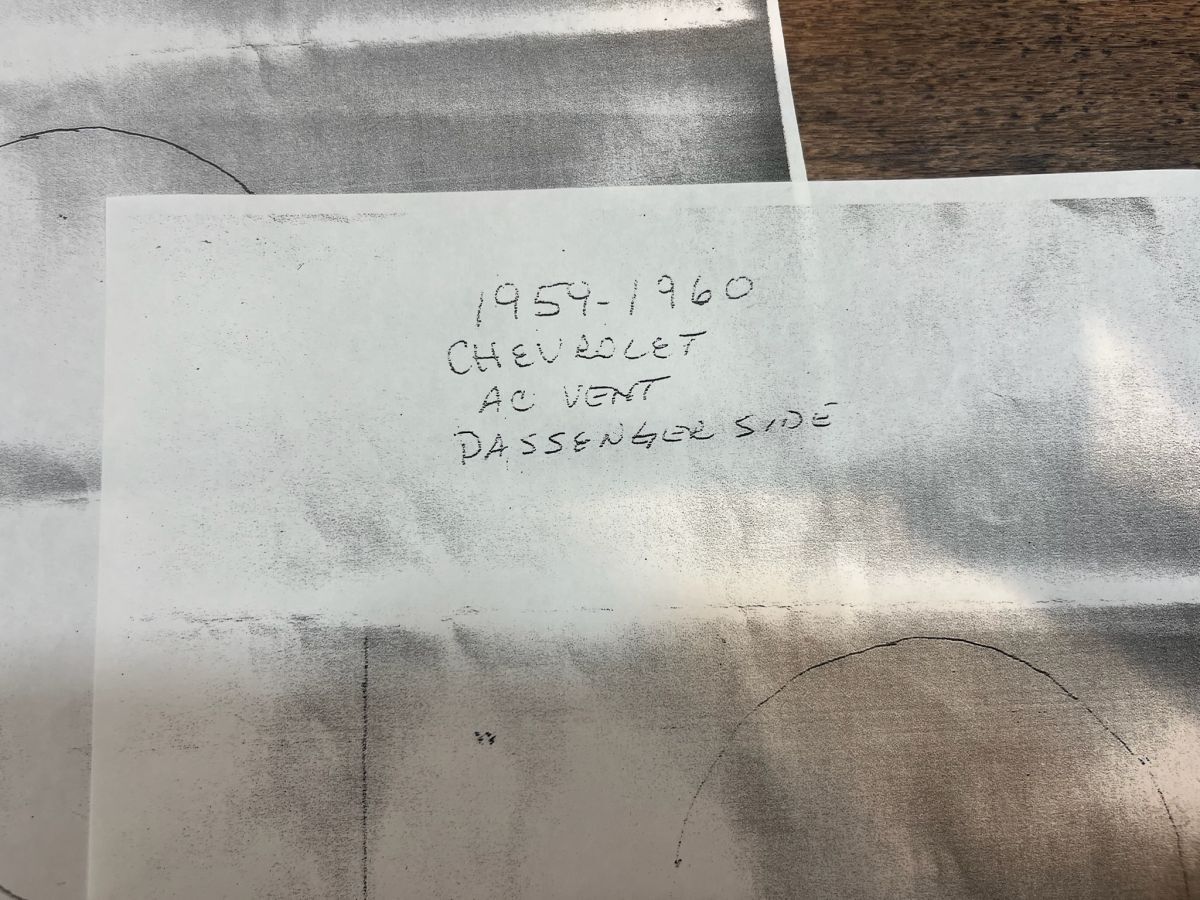 1959-1960
CHEVROLET
AC VENT
PASSENGER SIDE